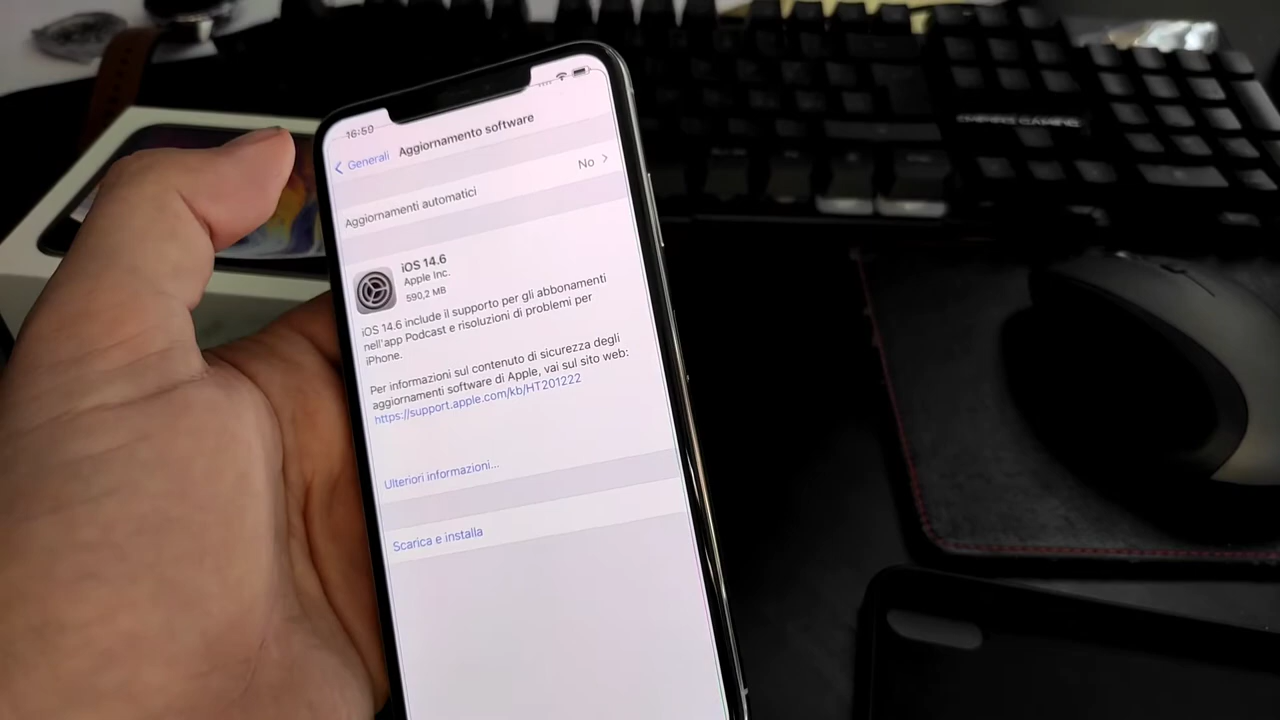 16:59
Generali
Aggiornamento software
Aggiornamenti automatici
No
iOS 14.6
Apple Inc.
590,2 MB
iOS 14.6 include il supporto per gli abbonamenti
nell'app Podcast e risoluzioni di problemi per
iPhone.
Per informazioni sul contenuto di sicurezza degli
aggiornamenti software di Apple, vai sul sito web:
https://support.apple.com/kb/HT201222
Ulteriori informazioni...
Scarica e installa
EMPIRE GAMING